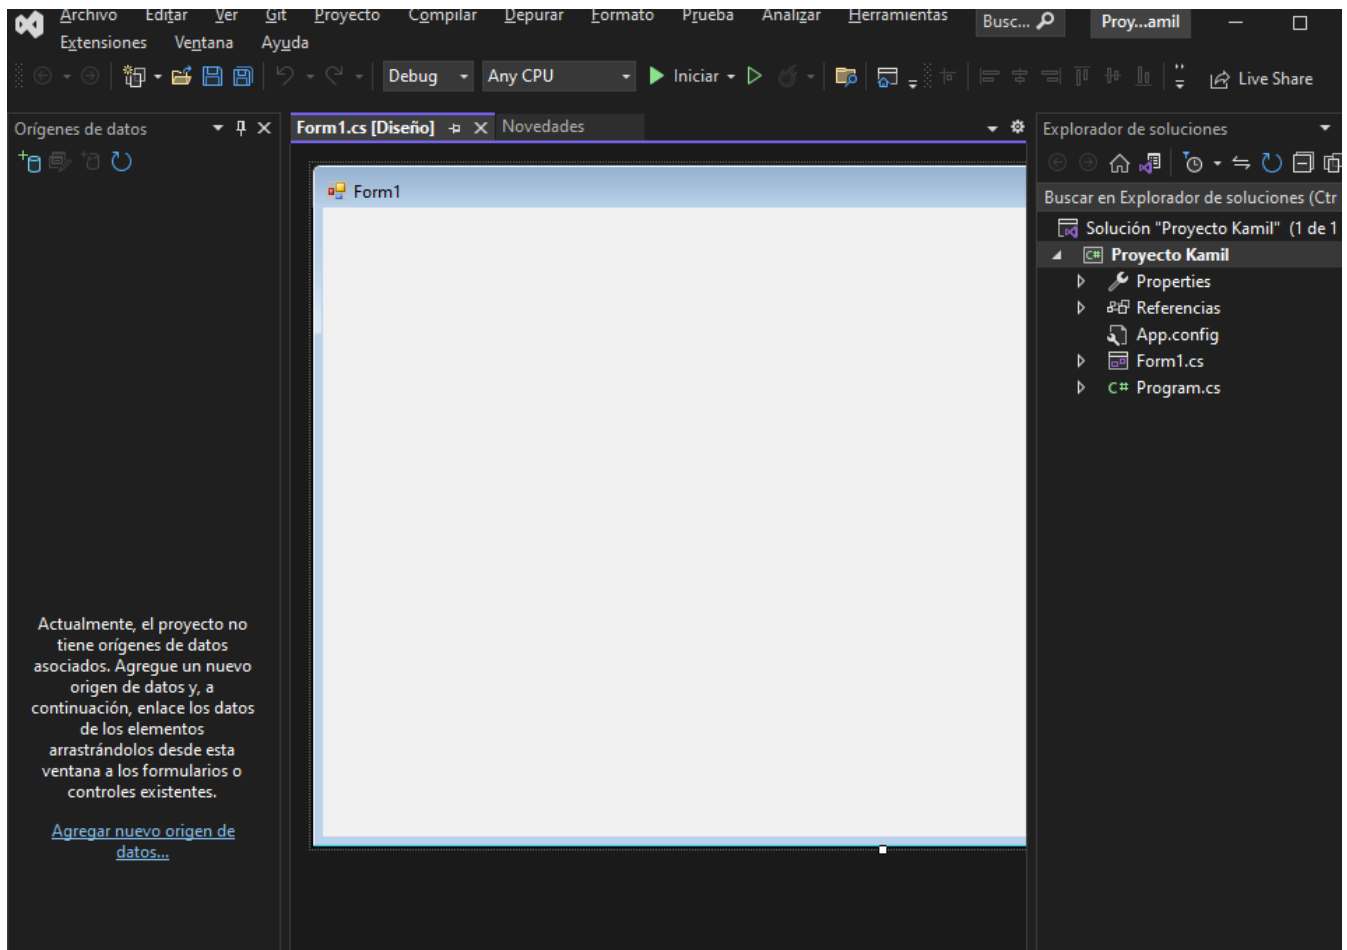 Archivo Editar Ver Git Proyecto Compilar Depurar Formato Prueba Analizar Herramientas Busc... Proy...amil
Extensiones Ventana Ayuda
Debug Any CPU Iniciar Live Share
Orígenes de datos
Form1.cs [Diseño] Novedades
Explorador de soluciones
Form1
Buscar en Explorador de soluciones (Ctr
Solución "Proyecto Kamil" (1 de 1
C# Proyecto Kamil
Properties
Referencias
App.config
Form1.cs
C# Program.cs
Actualmente, el proyecto no
tiene orígenes de datos
asociados. Agregue un nuevo
origen de datos y, a
continuación, enlace los datos
de los elementos
arrastrándolos desde esta
ventana a los formularios o
controles existentes.
Agregar nuevo origen de
datos...